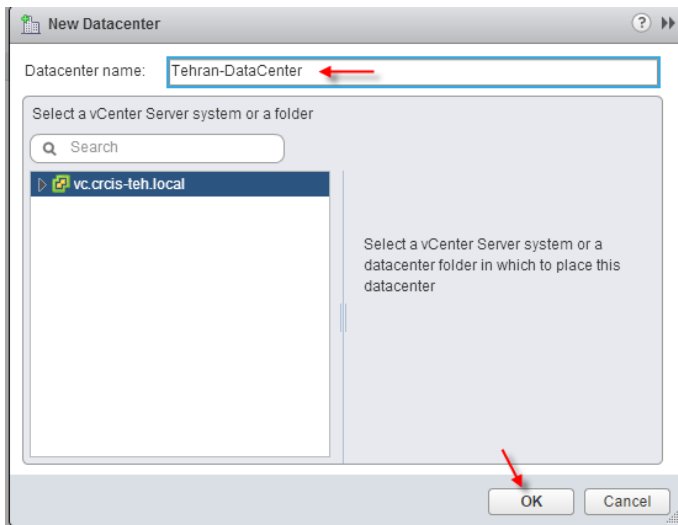 New Datacenter
Datacenter name: Tehran-DataCenter
Select a vCenter Server system or a folder
Search
vc.crcis-teh.local
Select a vCenter Server system or a
datacenter folder in which to place this
datacenter
OK Cancel